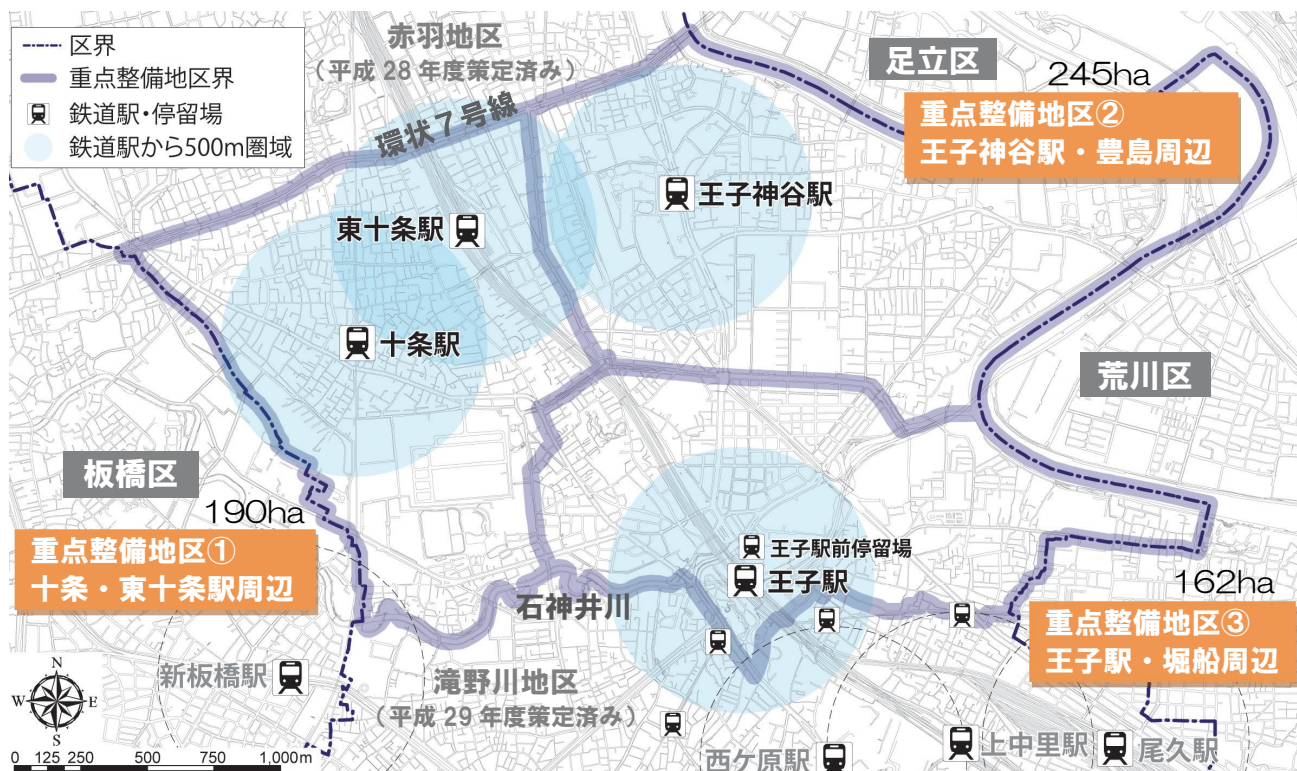 区界
重点整備地区界
鉄道駅・停留場
鉄道駅から500m圏域
赤羽地区
（平成 28 年度策定済み）
環状７号線
足立区
245ha
重点整備地区②
王子神谷駅・豊島周辺
王子神谷駅
東十条駅
十条駅
荒川区
板橋区
190ha
重点整備地区①
十条・東十条駅周辺
王子駅前停留場
王子駅
石神井川
162ha
重点整備地区③
王子駅・堀船周辺
新板橋駅
滝野川地区
（平成 29 年度策定済み）
西ケ原駅
上中里駅
尾久駅
N
W
E
S
0 125 250 500 750 1,000m